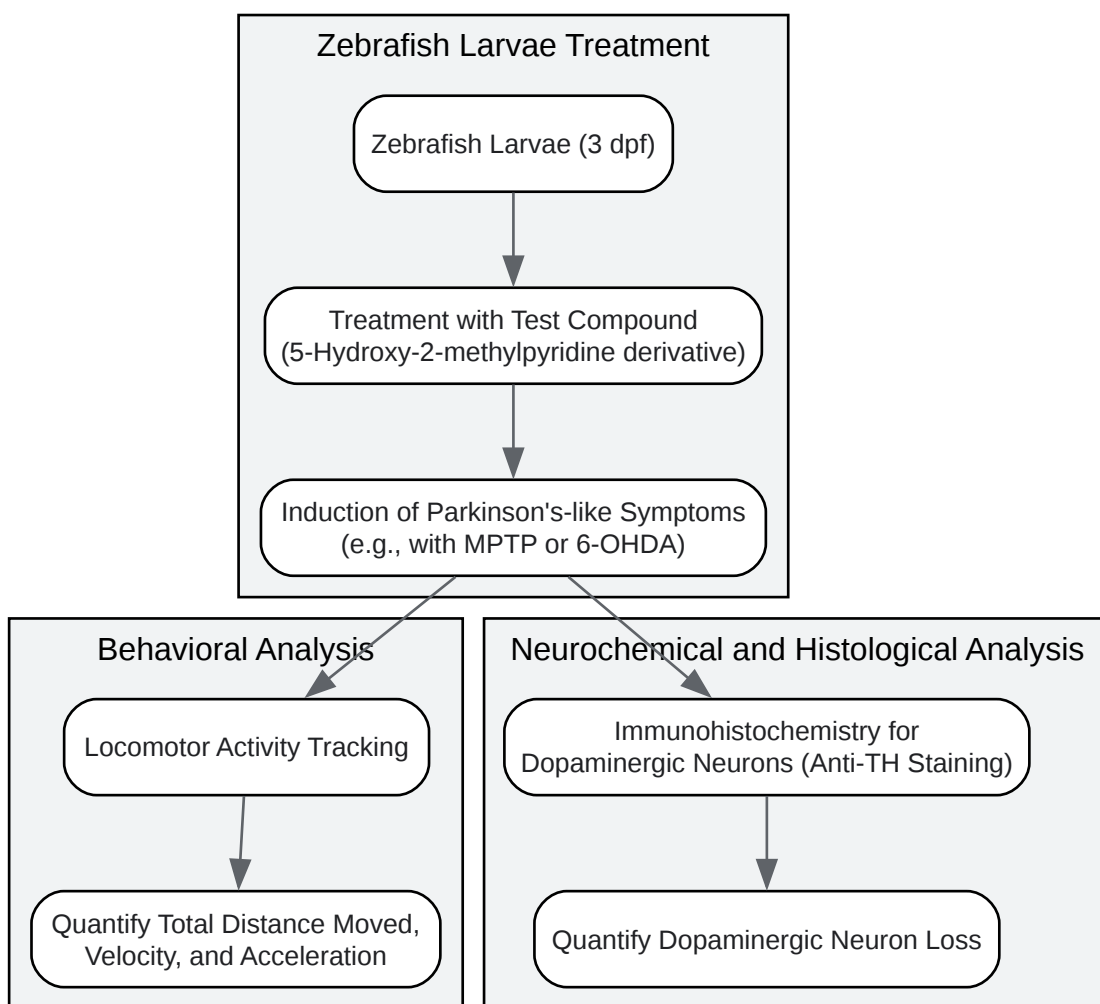 Zebrafish Larvae Treatment
Zebrafish Larvae (3 dpf)
Treatment with Test Compound
(5-Hydroxy-2-methylpyridine derivative)
Induction of Parkinson's-like Symptoms
(e.g., with MPTP or 6-OHDA)
Behavioral Analysis
Locomotor Activity Tracking
Quantify Total Distance Moved,
Velocity, and Acceleration
Neurochemical and Histological Analysis
Immunohistochemistry for
Dopaminergic Neurons (Anti-TH Staining)
Quantify Dopaminergic Neuron Loss